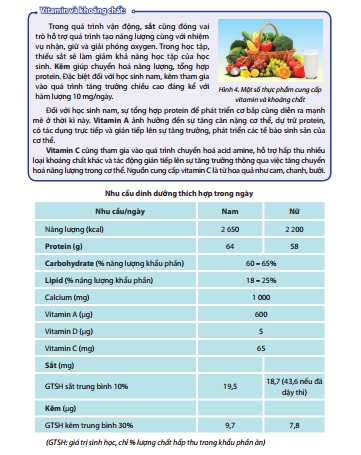 Vitamin và khoáng chất:
Trong quá trình vận động, sắt cũng đóng vai
trò hỗ trợ quá trình tạo năng lượng cùng với nhiệm
vụ nhận, giữ và giải phóng oxygen. Trong học tập,
thiếu sắt sẽ làm giảm khả năng học tập của học
sinh. Kẽm giúp chuyển hoá năng lượng, tổng hợp
protein. Đặc biệt đối với học sinh nam, kẽm tham gia
vào quá trình tăng trưởng chiều cao đáng kể với
hàm lượng 10 mg/ngày.
Hình 4. Một số thực phẩm cung cấp
vitamin và khoáng chất
Đối với học sinh nam, sự tổng hợp protein để phát triển cơ bắp cũng diễn ra mạnh
mẽ ở thời kì này. Vitamin A ảnh hưởng đến sự tăng cân nặng cơ thể, dự trữ protein,
có tác dụng trực tiếp và gián tiếp lên sự tăng trưởng, phát triển các tế bào sinh sản của
cơ thể.
Vitamin C cũng tham gia vào quá trình chuyển hoá acid amine, hỗ trợ hấp thu nhiều
loại khoáng chất khác và tác động gián tiếp lên sự tăng trưởng thông qua việc tăng chuyển
hoá năng lượng trong cơ thể. Nguồn cung cấp vitamin C là từ hoa quả như cam, chanh, bưởi.
Nhu cầu dinh dưỡng thích hợp trong ngày
Nhu cầu/ngày Nam Nữ
Năng lượng (kcal) 2 650 2 200
Protein (g) 64 58
Carbohydrate (% năng lượng khẩu phần) 60 – 65%
Lipid (% năng lượng khẩu phần) 18 – 25%
Calcium (mg) 1 000
Vitamin A (µg) 600
Vitamin D (µg) 5
Vitamin C (mg) 65
Sắt (mg)
GTSH sắt trung bình 10% 19,5 18,7 (43,6 nếu đã
dậy thì)
Kẽm (µg)
GTSH kẽm trung bình 30% 9,7 7,8
(GTSH: giá trị sinh học, chỉ % lượng chất hấp thu trong khẩu phần ăn)